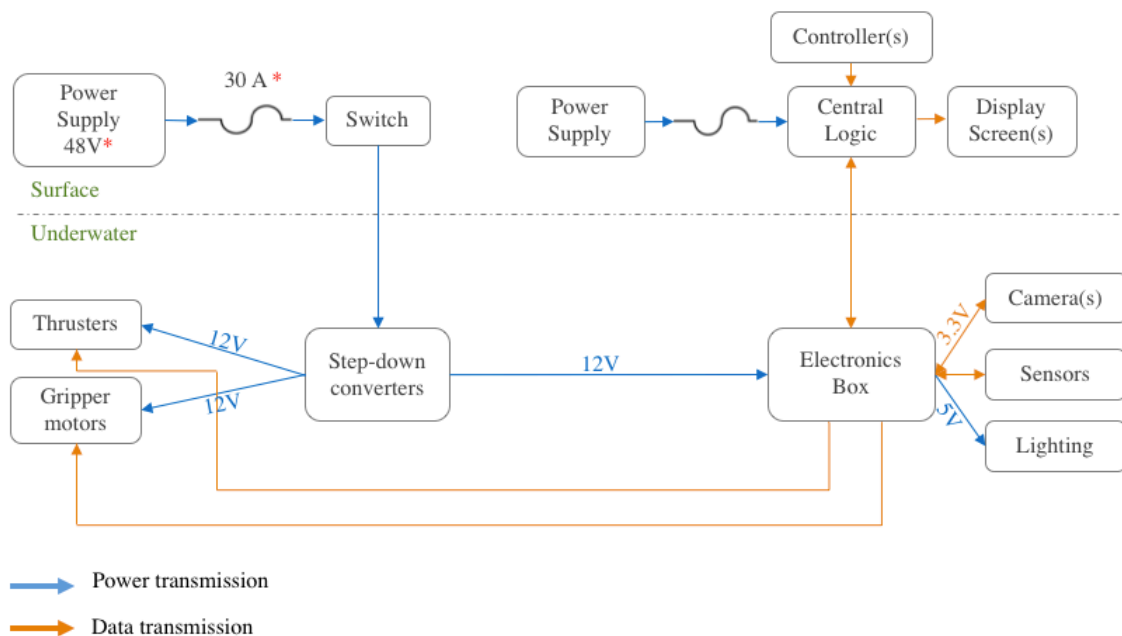 Controller(s)
30 A *
Power
Supply
48V*
Switch
Power
Supply
Central
Logic
Display
Screen(s)
Surface
Underwater
Thrusters
12V
Gripper
motors
12V
Step-down
converters
12V
Electronics
Box
3.3V
Camera(s)
Sensors
5V
Lighting
Power transmission
Data transmission